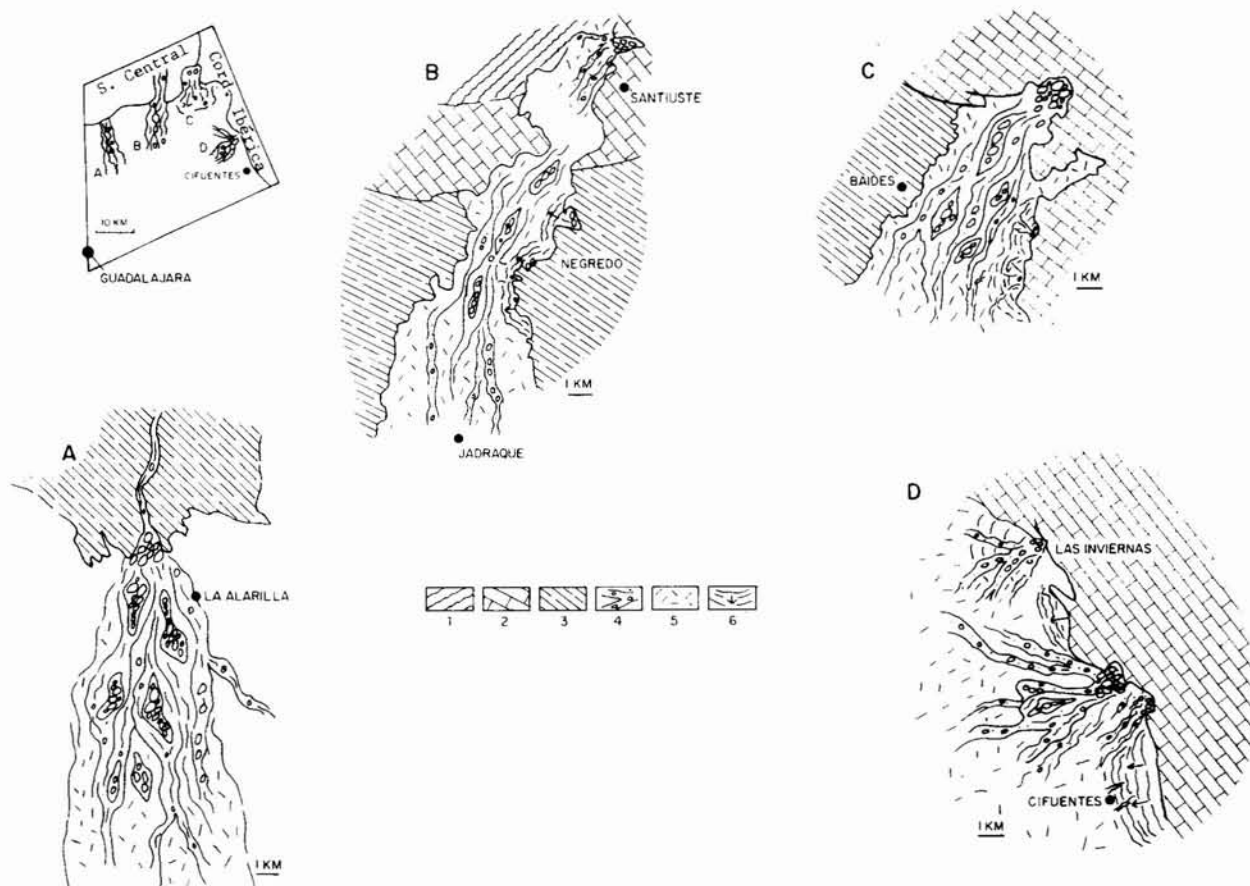 S. Central
Cord. Ibérica
A
B
C
D
CIFUENTES
10 KM
GUADALAJARA
B
SANTIUSTE
NEGREDO
1 KM
JADRAQUE
C
BAIDES
1 KM
A
LA ALARILLA
1 KM
1 2 3 4 5 6
D
LAS INVIERNAS
CIFUENTES
1 KM